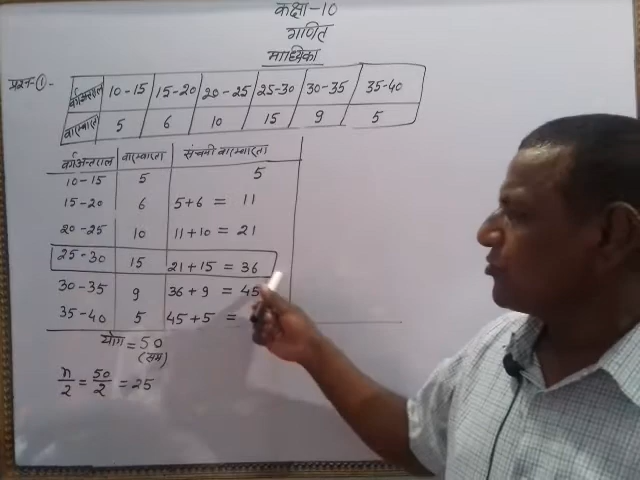 कक्षा-10
गणित
माध्यिका
प्रश्न-①-
वर्गअन्तराल 10-15 15-20 20-25 25-30 30-35 35-40
वारम्वारता 5 6 10 15 9 5
वर्गअन्तराल वारम्वारता संचयी वारम्वारता
10-15 5 5
15-20 6 5+6 = 11
20-25 10 11+10 = 21
25-30 15 21+15 = 36
30-35 9 36+9 = 45
35-40 5 45+5 =
योग = 50
(सम)
n/2 = 50/2 = 25